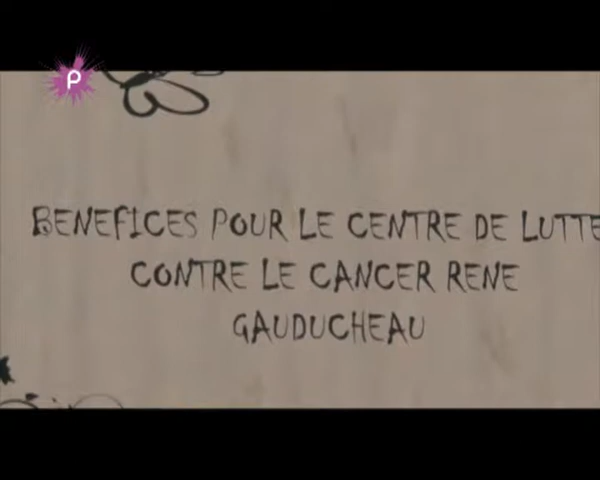 P
BENEFICES POUR LE CENTRE DE LUTTE
CONTRE LE CANCER RENE
GAUDUCHEAU